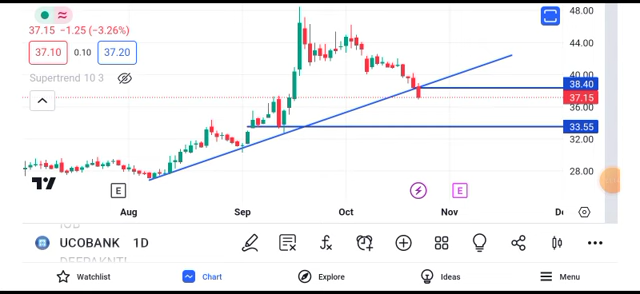 48.00
37.15 −1.25 (−3.26%)
37.10 0.10 37.20
44.00
Supertrend 10 3
40.00
38.40
37.15
36.00
33.55
32.00
28.00
E E
Aug Sep Oct Nov
UCOBANK 1D
Watchlist Chart Explore Ideas Menu